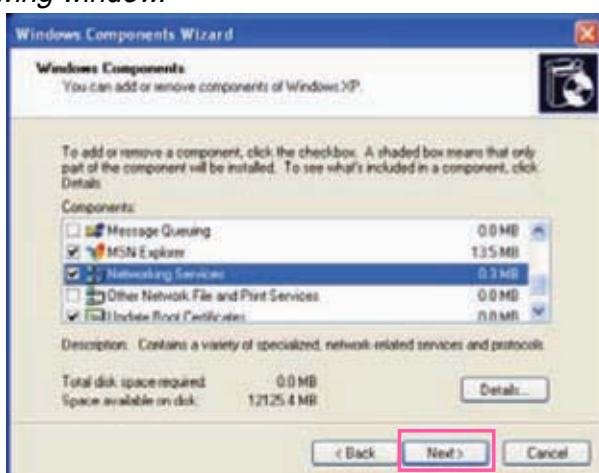 Windows Components Wizard
Windows Components
You can add or remove components of Windows XP.
To add or remove a component, click the checkbox. A shaded box means that only
part of the component will be installed. To see what's included in a component, click
Details.
Components:
Message Queuing 0.0 MB
MSN Explorer 13.5 MB
Networking Services 0.3 MB
Other Network File and Print Services 0.0 MB
Update Root Certificates 0.0 MB
Description: Contains a variety of specialized, network-related services and protocols.
Total disk space required: 0.0 MB
Space available on disk: 12125.4 MB
Details...
< Back Next > Cancel